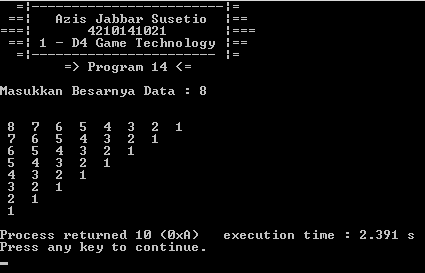 =¦------------------------¦=
==¦   Azis Jabbar Susetio   ¦==
===¦       4210141021       ¦===
==¦ 1 - D4 Game Technology ¦==
=¦------------------------ ¦=
=> Program 14 <=
Masukkan Besarnya Data : 8
8  7  6  5  4  3  2  1
7  6  5  4  3  2  1
6  5  4  3  2  1
5  4  3  2  1
4  3  2  1
3  2  1
2  1
1
Process returned 10 (0xA)   execution time : 2.391 s
Press any key to continue.